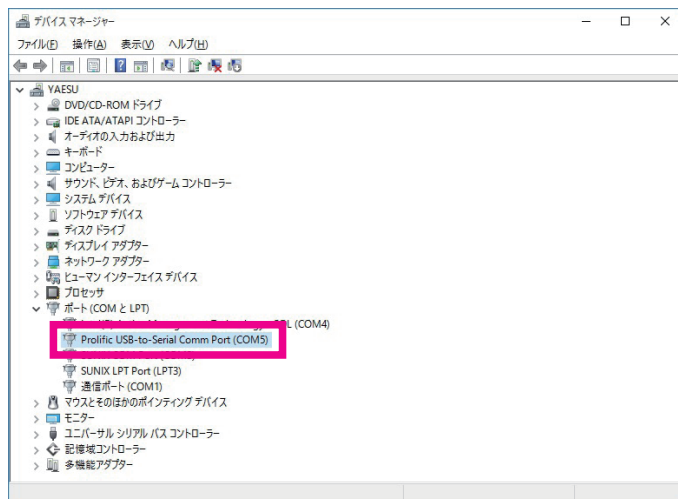 デバイス マネージャー
ファイル(F) 操作(A) 表示(V) ヘルプ(H)
YAESU
DVD/CD-ROM ドライブ
IDE ATA/ATAPI コントローラー
オーディオの入力および出力
キーボード
コンピューター
サウンド、ビデオ、およびゲーム コントローラー
システム デバイス
ソフトウェア デバイス
ディスク ドライブ
ディスプレイ アダプター
ネットワーク アダプター
ヒューマン インターフェイス デバイス
プロセッサ
ポート (COM と LPT)
(COM4)
Prolific USB-to-Serial Comm Port (COM5)
SUNIX LPT Port (LPT3)
通信ポート (COM1)
マウスとそのほかのポインティング デバイス
モニター
ユニバーサル シリアル バス コントローラー
記憶域コントローラー
多機能アダプター